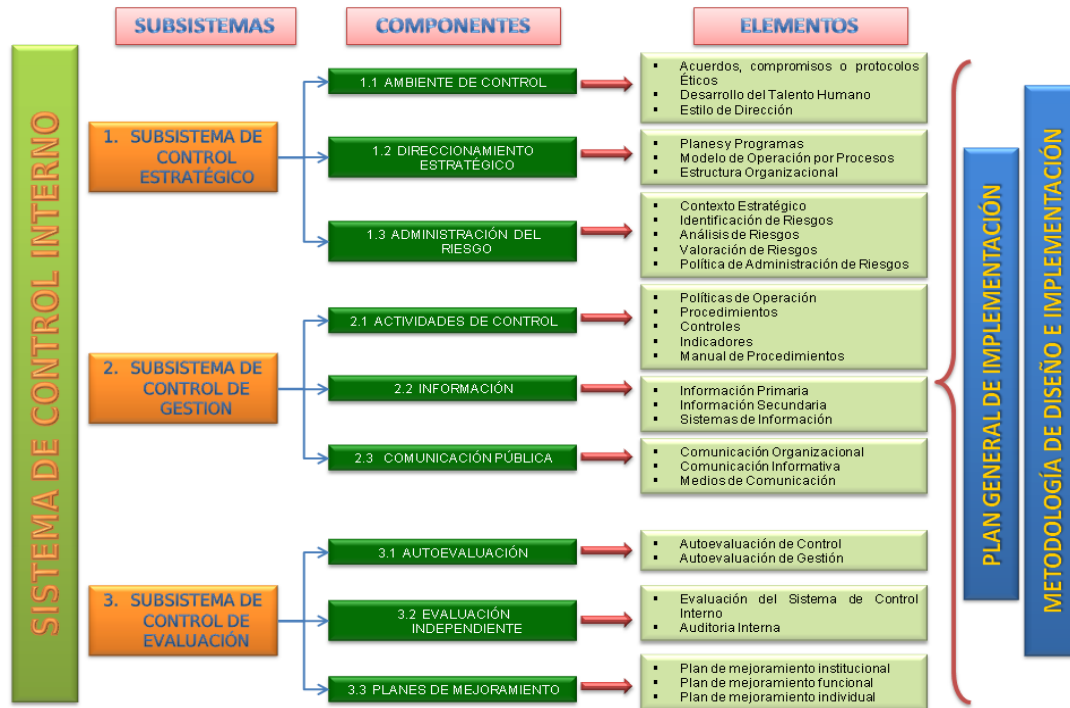 SISTEMA DE CONTROL INTERNO
SUBSISTEMAS
COMPONENTES
ELEMENTOS
1. SUBSISTEMA DE
CONTROL
ESTRATÉGICO
1.1 AMBIENTE DE CONTROL
▪ Acuerdos, compromisos o protocolos
Éticos
▪ Desarrollo del Talento Humano
▪ Estilo de Dirección
1.2 DIRECCIONAMIENTO
ESTRATÉGICO
▪ Planesy Programas
▪ Modelo de Operación por Procesos
▪ Estructura Organizacional
1.3 ADMINISTRACIÓN DEL
RIESGO
▪ Contexto Estratégico
▪ Identificación de Riesgos
▪ Análisis de Riesgos
▪ Valoración de Riesgos
▪ Política de Administración de Riesgos
2. SUBSISTEMA DE
CONTROL DE
GESTION
2.1 ACTIVIDADES DE CONTROL
▪ Políticas de Operación
▪ Procedimientos
▪ Controles
▪ Indicadores
▪ Manual de Procedimientos
2.2 INFORMACIÓN
▪ Información Primaria
▪ Información Secundaria
▪ Sistemas de Información
2.3 COMUNICACIÓN PÚBLICA
▪ Comunicación Organizacional
▪ Comunicación Informativa
▪ Medios de Comunicación
3. SUBSISTEMA DE
CONTROL DE
EVALUACIÓN
3.1 AUTOEVALUACIÓN
▪ Autoevaluación de Control
▪ Autoevaluación de Gestión
3.2 EVALUACIÓN
INDEPENDIENTE
▪ Evaluación del Sistema de Control
Interno
▪ Auditoria Interna
3.3 PLANES DE MEJORAMIENTO
▪ Plan de mejoramiento institucional
▪ Plan de mejoramiento funcional
▪ Plan de mejoramiento individual
PLAN GENERAL DE IMPLEMENTACIÓN
METODOLOGÍA DE DISEÑO E IMPLEMENTACIÓN